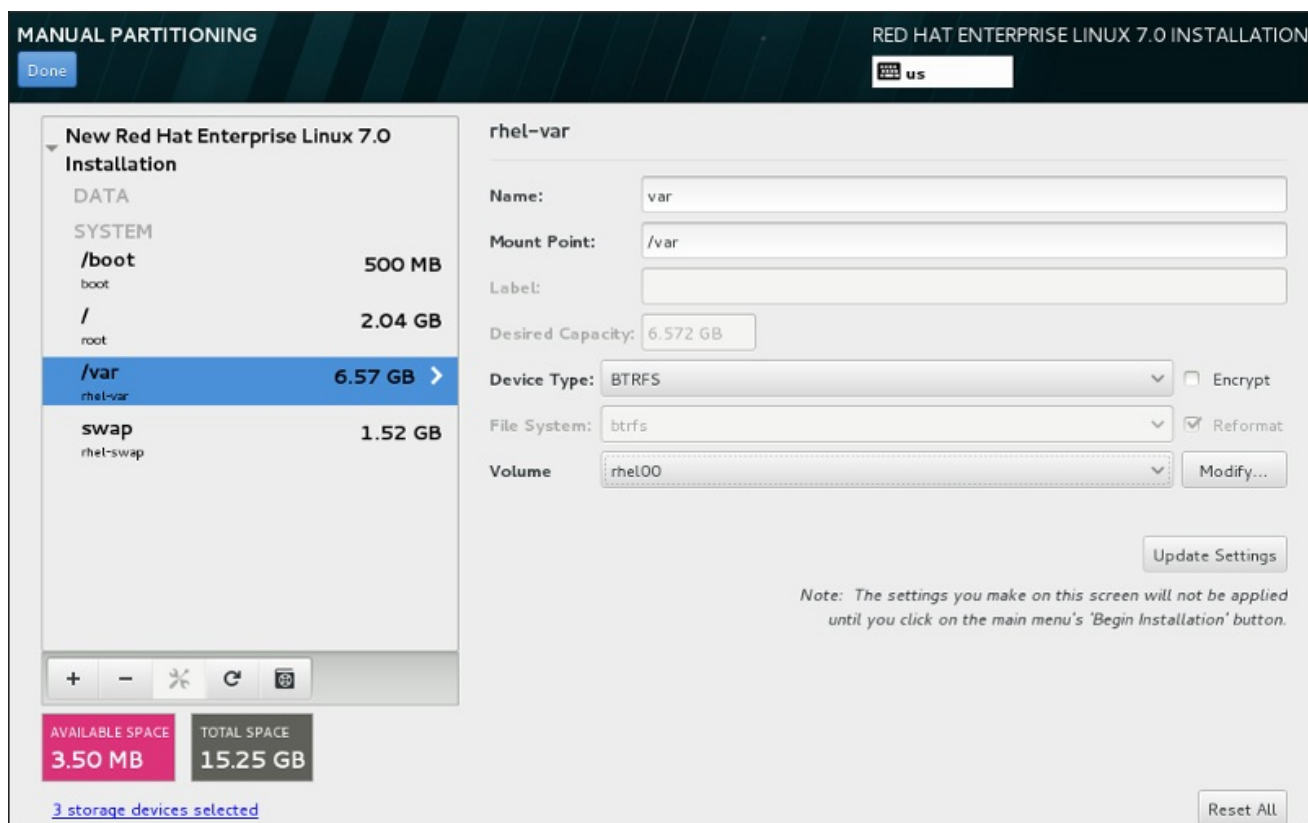 MANUAL PARTITIONING
Done
RED HAT ENTERPRISE LINUX 7.0 INSTALLATION
us
New Red Hat Enterprise Linux 7.0
Installation
DATA
SYSTEM
/boot
500 MB
boot
/
2.04 GB
root
/var
6.57 GB
rhel-var
swap
1.52 GB
rhel-swap
AVAILABLE SPACE
3.50 MB
TOTAL SPACE
15.25 GB
3 storage devices selected
rhel-var
Name: var
Mount Point: /var
Label:
Desired Capacity: 6.572 GB
Device Type: BTRFS Encrypt
File System: btrfs Reformat
Volume rhel00 Modify...
Update Settings
Note: The settings you make on this screen will not be applied
until you click on the main menu's 'Begin Installation' button.
Reset All